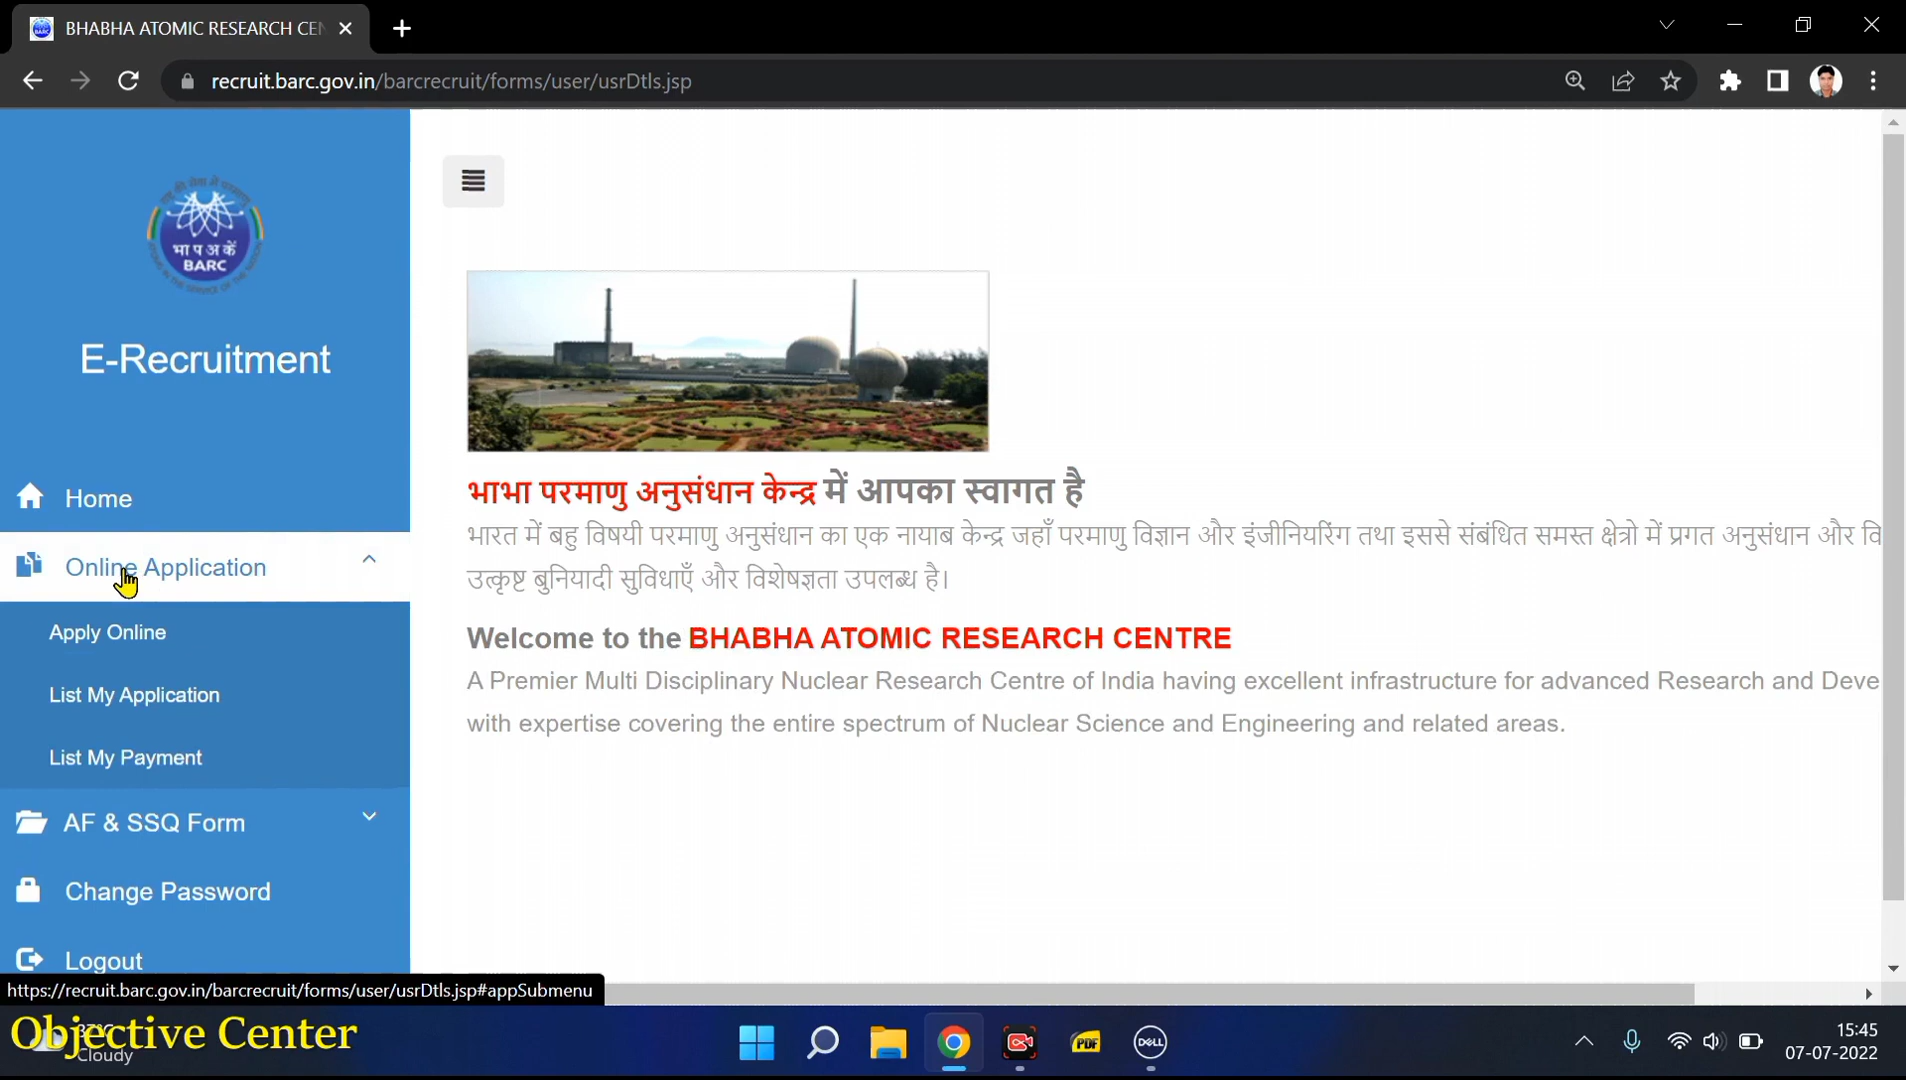 BHABHA ATOMIC RESEARCH CEN
recruit.barc.gov.in/barcrecruit/forms/user/usrDtls.jsp
भा प अ कें
BARC
E-Recruitment
Home
Online Application
Apply Online
List My Application
List My Payment
AF & SSQ Form
Change Password
Logout
भाभा परमाणु अनुसंधान केन्द्र में आपका स्वागत है
भारत में बहु विषयी परमाणु अनुसंधान का एक नायाब केन्द्र जहाँ परमाणु विज्ञान और इंजीनियरिंग तथा इससे संबंधित समस्त क्षेत्रो में प्रगत अनुसंधान और वि
उत्कृष्ट बुनियादी सुविधाएँ और विशेषज्ञता उपलब्ध है।
Welcome to the BHABHA ATOMIC RESEARCH CENTRE
A Premier Multi Disciplinary Nuclear Research Centre of India having excellent infrastructure for advanced Research and Deve
with expertise covering the entire spectrum of Nuclear Science and Engineering and related areas.
https://recruit.barc.gov.in/barcrecruit/forms/user/usrDtls.jsp#appSubmenu
Objective Center
Cloudy
PDF
DELL
15:45
07-07-2022